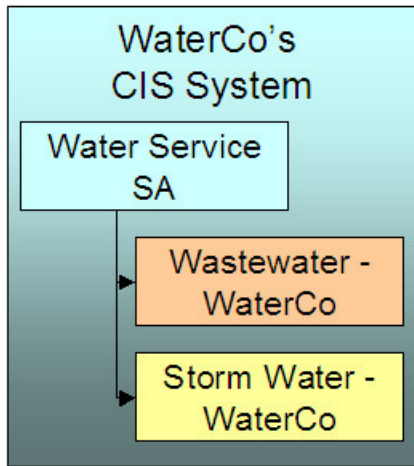 WaterCo’s
CIS System
Water Service
SA
Wastewater -
WaterCo
Storm Water -
WaterCo